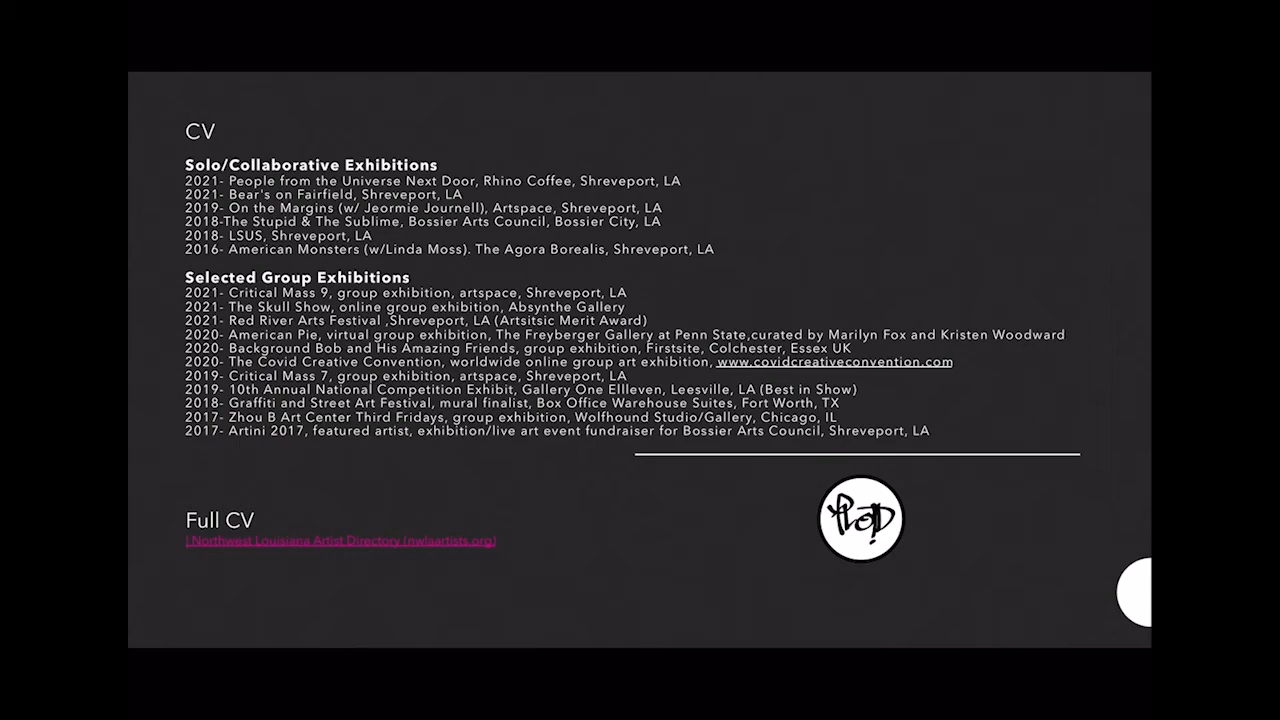 CV
Solo/Collaborative Exhibitions
2021- People from the Universe Next Door, Rhino Coffee, Shreveport, LA
2021- Bear's on Fairfield, Shreveport, LA
2019- On the Margins (w/ Jeormie Journell), Artspace, Shreveport, LA
2018-The Stupid & The Sublime, Bossier Arts Council, Bossier City, LA
2018- LSUS, Shreveport, LA
2016- American Monsters (w/Linda Moss). The Agora Borealis, Shreveport, LA
Selected Group Exhibitions
2021- Critical Mass 9, group exhibition, artspace, Shreveport, LA
2021- The Skull Show, online group exhibition, Absynthe Gallery
2021- Red River Arts Festival ,Shreveport, LA (Artsitsic Merit Award)
2020- American Pie, virtual group exhibition, The Freyberger Gallery at Penn State,curated by Marilyn Fox and Kristen Woodward
2020- Background Bob and His Amazing Friends, group exhibition, Firstsite, Colchester, Essex UK
2020- The Covid Creative Convention, worldwide online group art exhibition, www.covidcreativeconvention.com
2019- Critical Mass 7, group exhibition, artspace, Shreveport, LA
2019- 10th Annual National Competition Exhibit, Gallery One Ellleven, Leesville, LA (Best in Show)
2018- Graffiti and Street Art Festival, mural finalist, Box Office Warehouse Suites, Fort Worth, TX
2017- Zhou B Art Center Third Fridays, group exhibition, Wolfhound Studio/Gallery, Chicago, IL
2017- Artini 2017, featured artist, exhibition/live art event fundraiser for Bossier Arts Council, Shreveport, LA
Full CV
| Northwest Louisiana Artist Directory (nwlaartists.org)